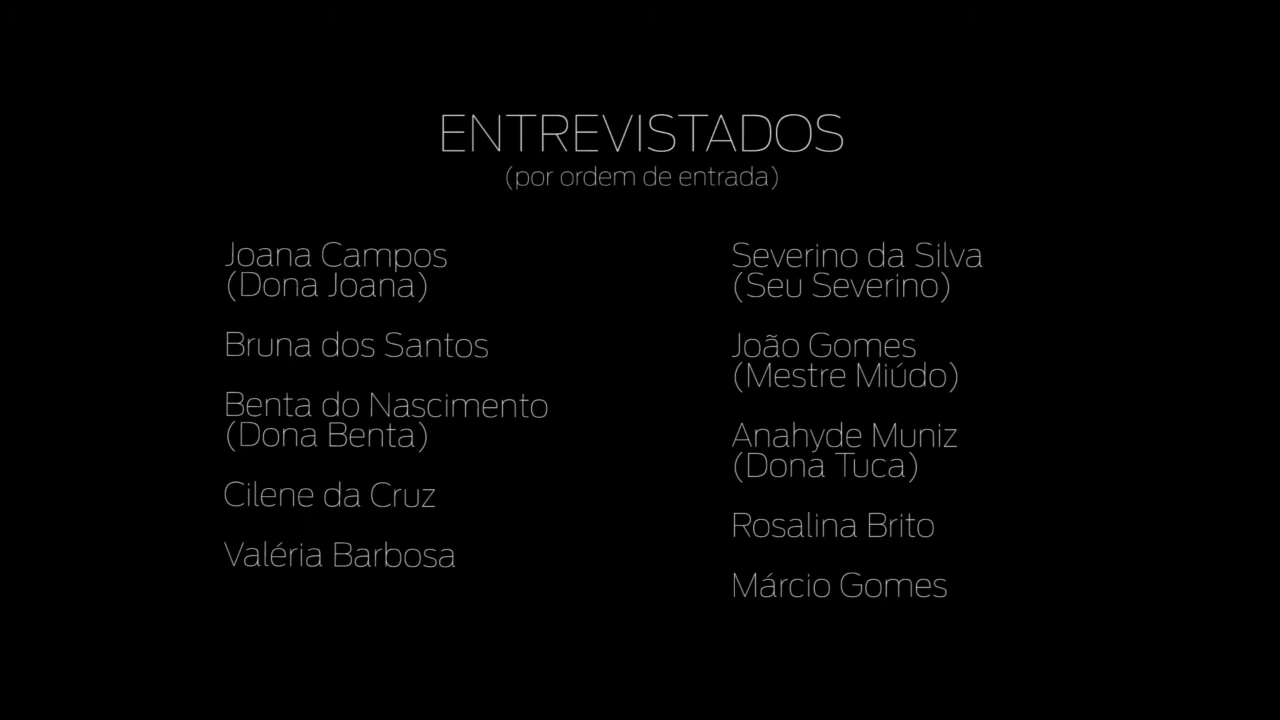 ENTREVISTADOS
(por ordem de entrada)
Joana Campos
(Dona Joana)
Bruna dos Santos
Benta do Nascimento
(Dona Benta)
Cilene da Cruz
Valéria Barbosa
Severino da Silva
(Seu Severino)
João Gomes
(Mestre Miúdo)
Anahyde Muniz
(Dona Tuca)
Rosalina Brito
Márcio Gomes